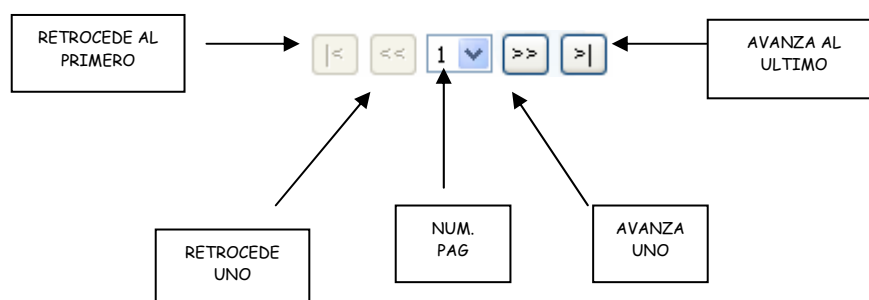 RETROCEDE AL
PRIMERO
|< << 1 >> >|
AVANZA AL
ULTIMO
RETROCEDE
UNO
NUM.
PAG
AVANZA
UNO